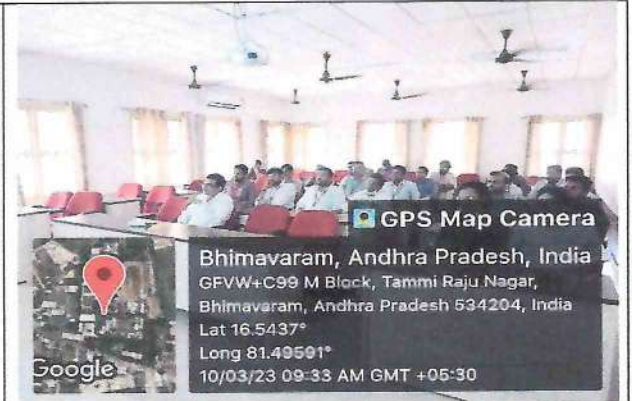 GPS Map Camera
Bhimavaram, Andhra Pradesh, India
GFVW+C99 M Block, Tammi Raju Nagar,
Bhimavaram, Andhra Pradesh 534204, India
Lat 16.5437°
Long 81.49591°
10/03/23 09:33 AM GMT +05:30
Google